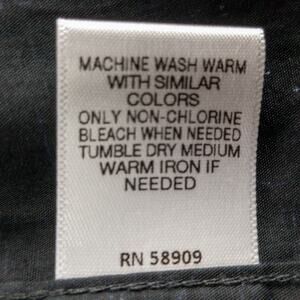 MACHINE WASH WARM
WITH SIMILAR
COLORS
ONLY NON-CHLORINE
BLEACH WHEN NEEDED
TUMBLE DRY MEDIUM
WARM IRON IF
NEEDED
RN 58909